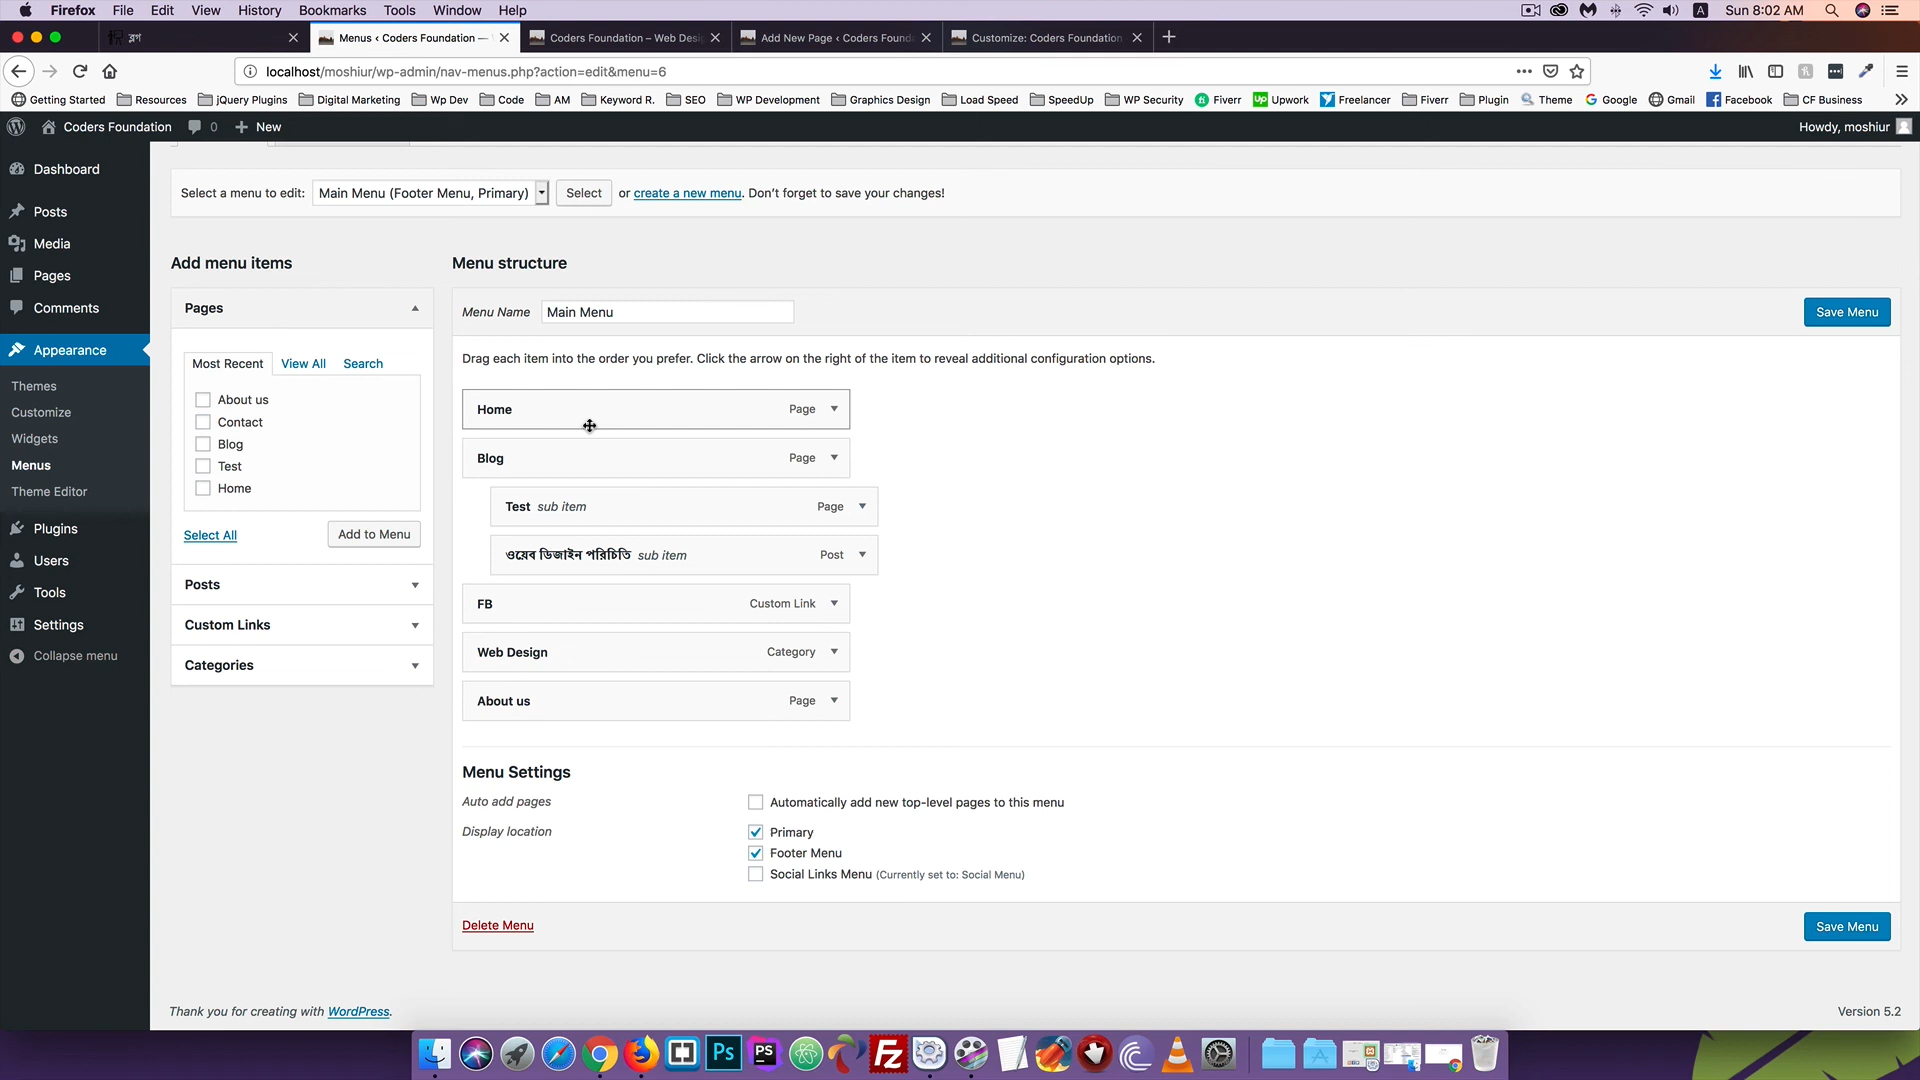 Firefox File Edit View History Bookmarks Tools Window Help Sun 8:02 AM
ব্লগ Menus ‹ Coders Foundation — Coders Foundation – Web Desi Add New Page ‹ Coders Founda Customize: Coders Foundation
localhost/moshiur/wp-admin/nav-menus.php?action=edit&menu=6
Getting Started Resources jQuery Plugins Digital Marketing Wp Dev Code AM Keyword R. SEO WP Development Graphics Design Load Speed SpeedUp WP Security Fiverr Upwork Freelancer Fiverr Plugin Theme Google Gmail Facebook CF Business
Coders Foundation 0 New Howdy, moshiur
Dashboard
Posts
Media
Pages
Comments
Appearance
Themes
Customize
Widgets
Menus
Theme Editor
Plugins
Users
Tools
Settings
Collapse menu
Select a menu to edit: Main Menu (Footer Menu, Primary) Select or create a new menu. Don’t forget to save your changes!
Add menu items
Pages
Most Recent View All Search
About us
Contact
Blog
Test
Home
Select All Add to Menu
Posts
Custom Links
Categories
Menu structure
Menu Name Main Menu Save Menu
Drag each item into the order you prefer. Click the arrow on the right of the item to reveal additional configuration options.
Home Page
Blog Page
Test sub item Page
ওয়েব ডিজাইন পরিচিতি sub item Post
FB Custom Link
Web Design Category
About us Page
Menu Settings
Auto add pages Automatically add new top-level pages to this menu
Display location Primary
Footer Menu
Social Links Menu (Currently set to: Social Menu)
Delete Menu Save Menu
Thank you for creating with WordPress. Version 5.2
Ps PS FZ